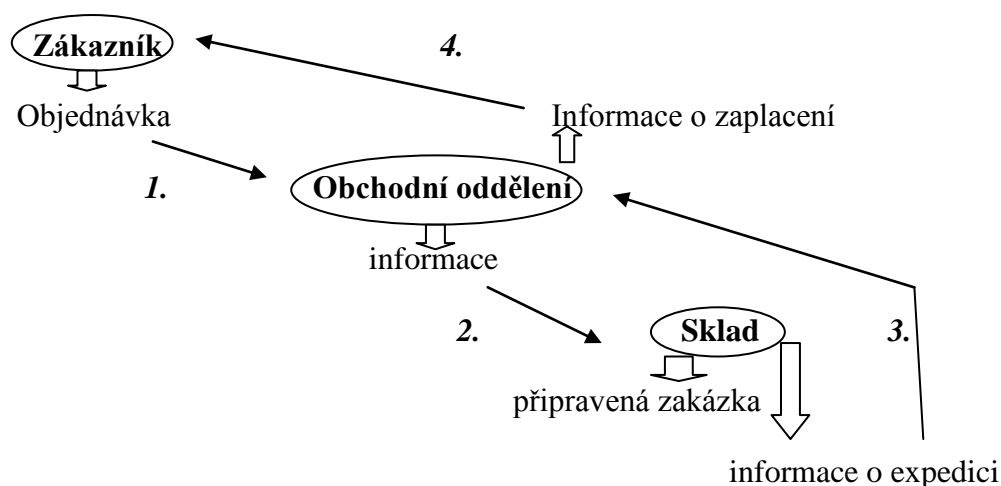 Zákazník
4.
Objednávka
Informace o zaplacení
1.
Obchodní oddělení
informace
2.
Sklad
3.
připravená zakázka
informace o expedici